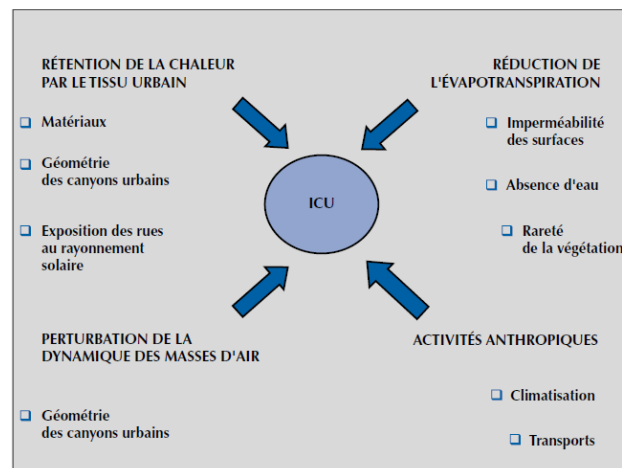 RÉTENTION DE LA CHALEUR
PAR LE TISSU URBAIN
❑ Matériaux
❑ Géométrie
des canyons urbains
❑ Exposition des rues
au rayonnement
solaire
RÉDUCTION DE
L'ÉVAPOTRANSPIRATION
❑ Imperméabilité
des surfaces
❑ Absence d'eau
❑ Rareté
de la végétation
ICU
PERTURBATION DE LA
DYNAMIQUE DES MASSES D'AIR
❑ Géométrie
des canyons urbains
ACTIVITÉS ANTHROPIQUES
❑ Climatisation
❑ Transports